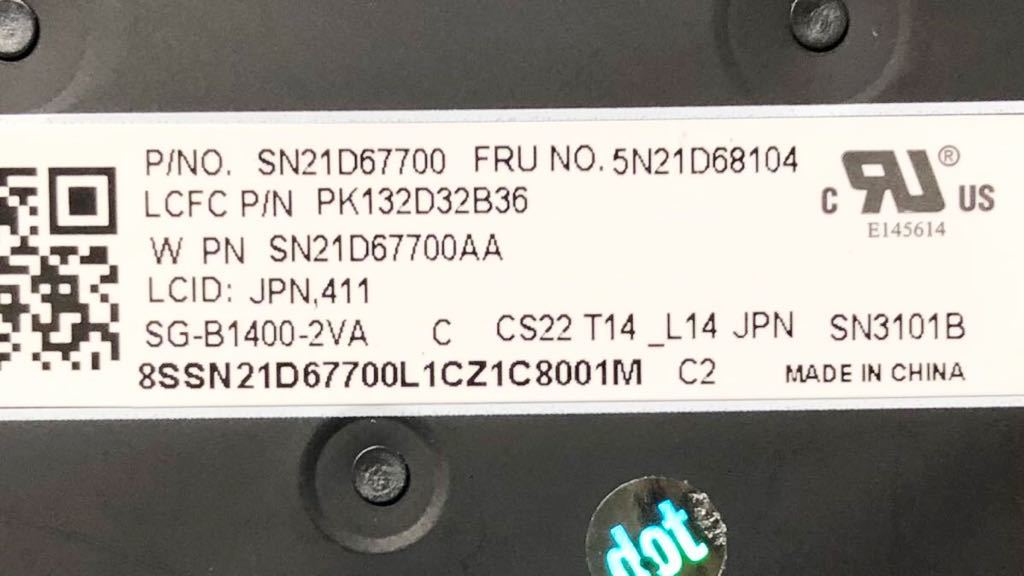 P/NO. SN21D67700 FRU NO. 5N21D68104
LCFC P/N PK132D32B36
W PN SN21D67700AA
LCID: JPN,411
SG-B1400-2VA C CS22 T14 _L14 JPN SN3101B
8SSN21D67700L1CZ1C8001M C2 MADE IN CHINA
C RU ® US
E145614
dot